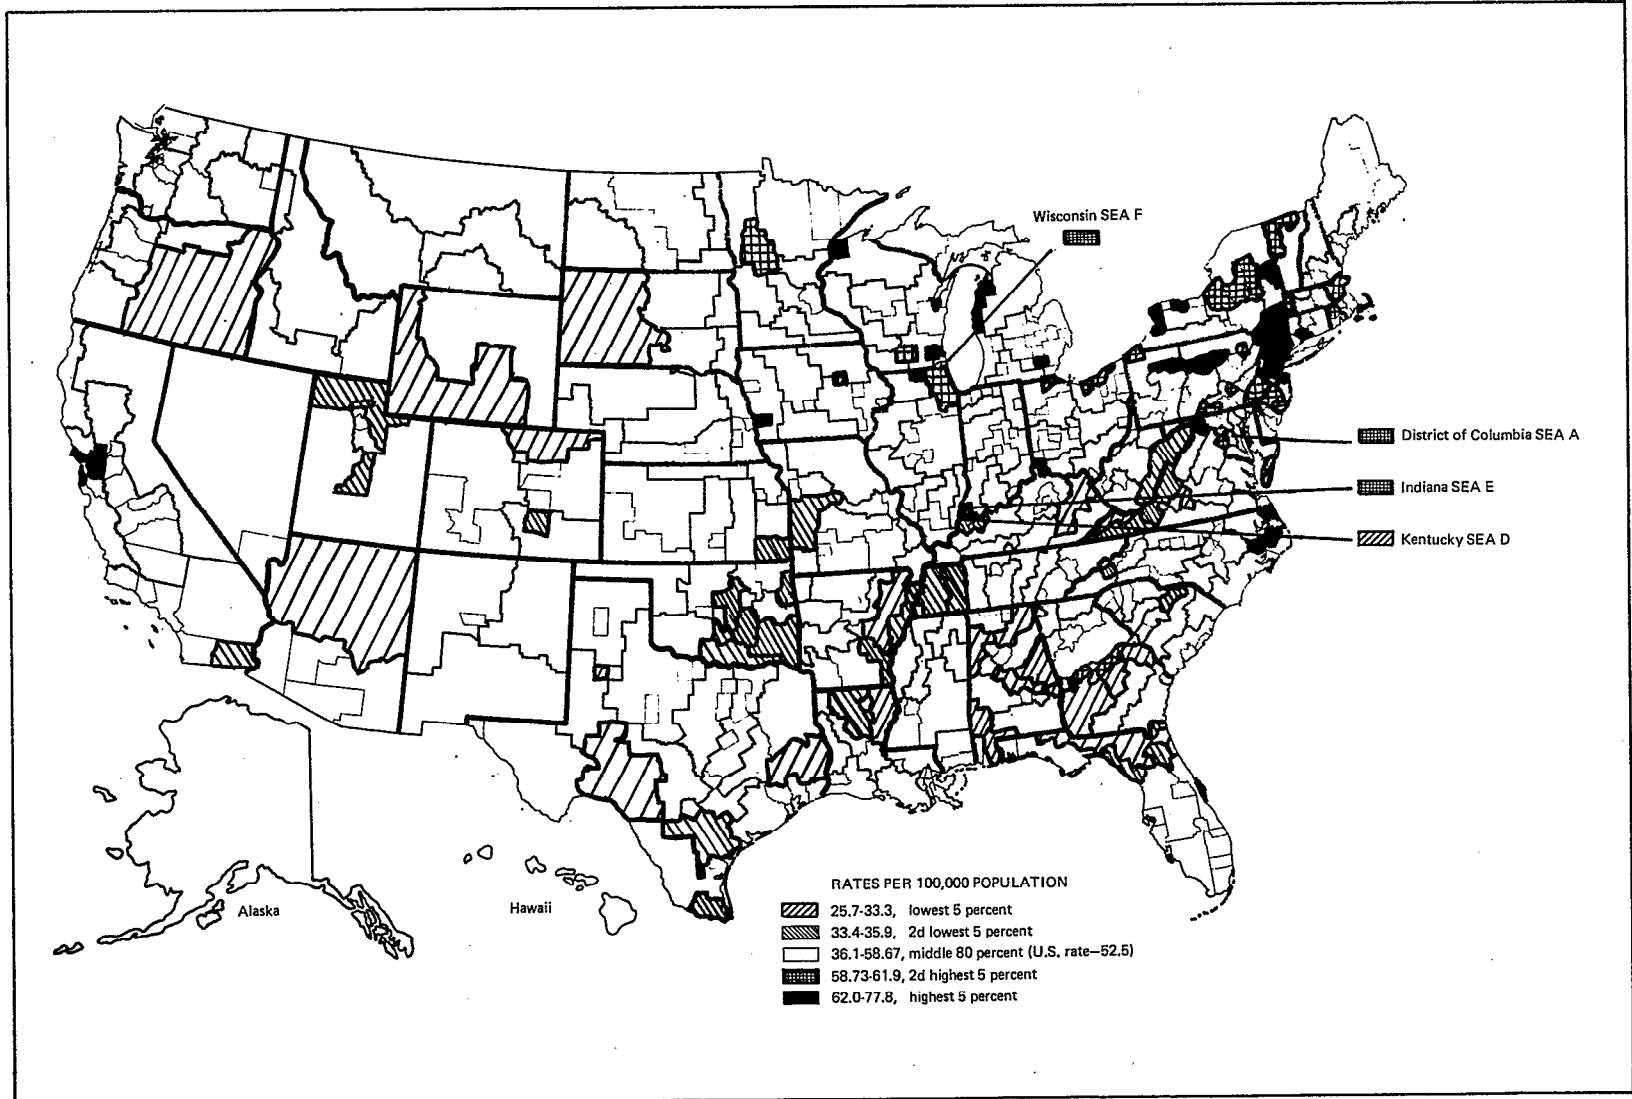 Wisconsin SEA F
District of Columbia SEA A
Indiana SEA E
Kentucky SEA D
Alaska
Hawaii
RATES PER 100,000 POPULATION
25.7-33.3, lowest 5 percent
33.4-35.9, 2d lowest 5 percent
36.1-58.67, middle 80 percent (U.S. rate—52.5)
58.73-61.9, 2d highest 5 percent
62.0-77.8, highest 5 percent